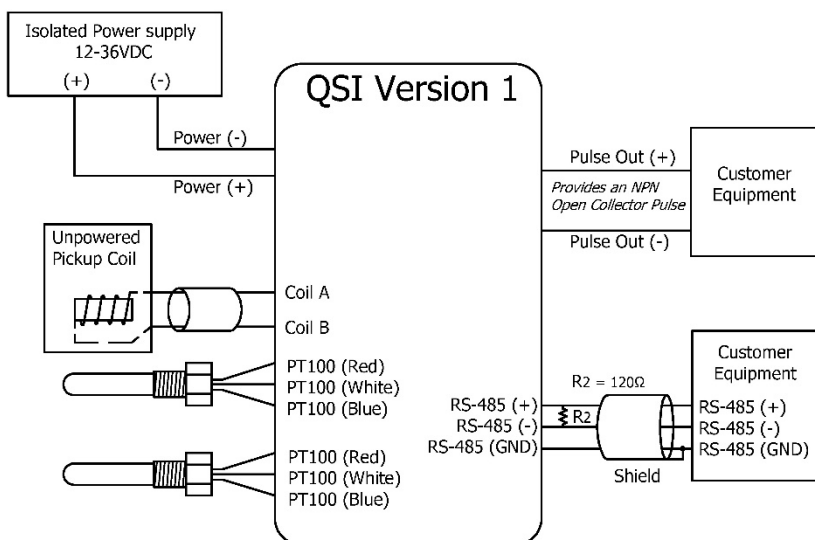 Isolated Power supply
12-36VDC
(+)
(-)
QSI Version 1
Power (-)
Power (+)
Unpowered
Pickup Coil
Coil A
Coil B
PT100 (Red)
PT100 (White)
PT100 (Blue)
PT100 (Red)
PT100 (White)
PT100 (Blue)
Pulse Out (+)
Provides an NPN
Open Collector Pulse
Pulse Out (-)
Customer
Equipment
R2 = 120Ω
RS-485 (+)
R2
RS-485 (-)
RS-485 (GND)
Shield
Customer
Equipment
RS-485 (+)
RS-485 (-)
RS-485 (GND)